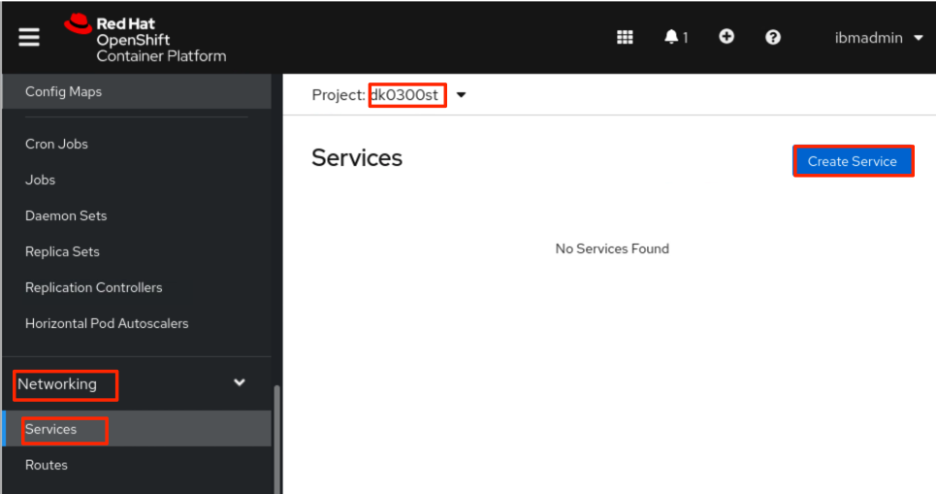 Red Hat
OpenShift
Container Platform
1
ibmadmin
Config Maps
Cron Jobs
Jobs
Daemon Sets
Replica Sets
Replication Controllers
Horizontal Pod Autoscalers
Networking
Services
Routes
Project: dk0300st
Services
Create Service
No Services Found